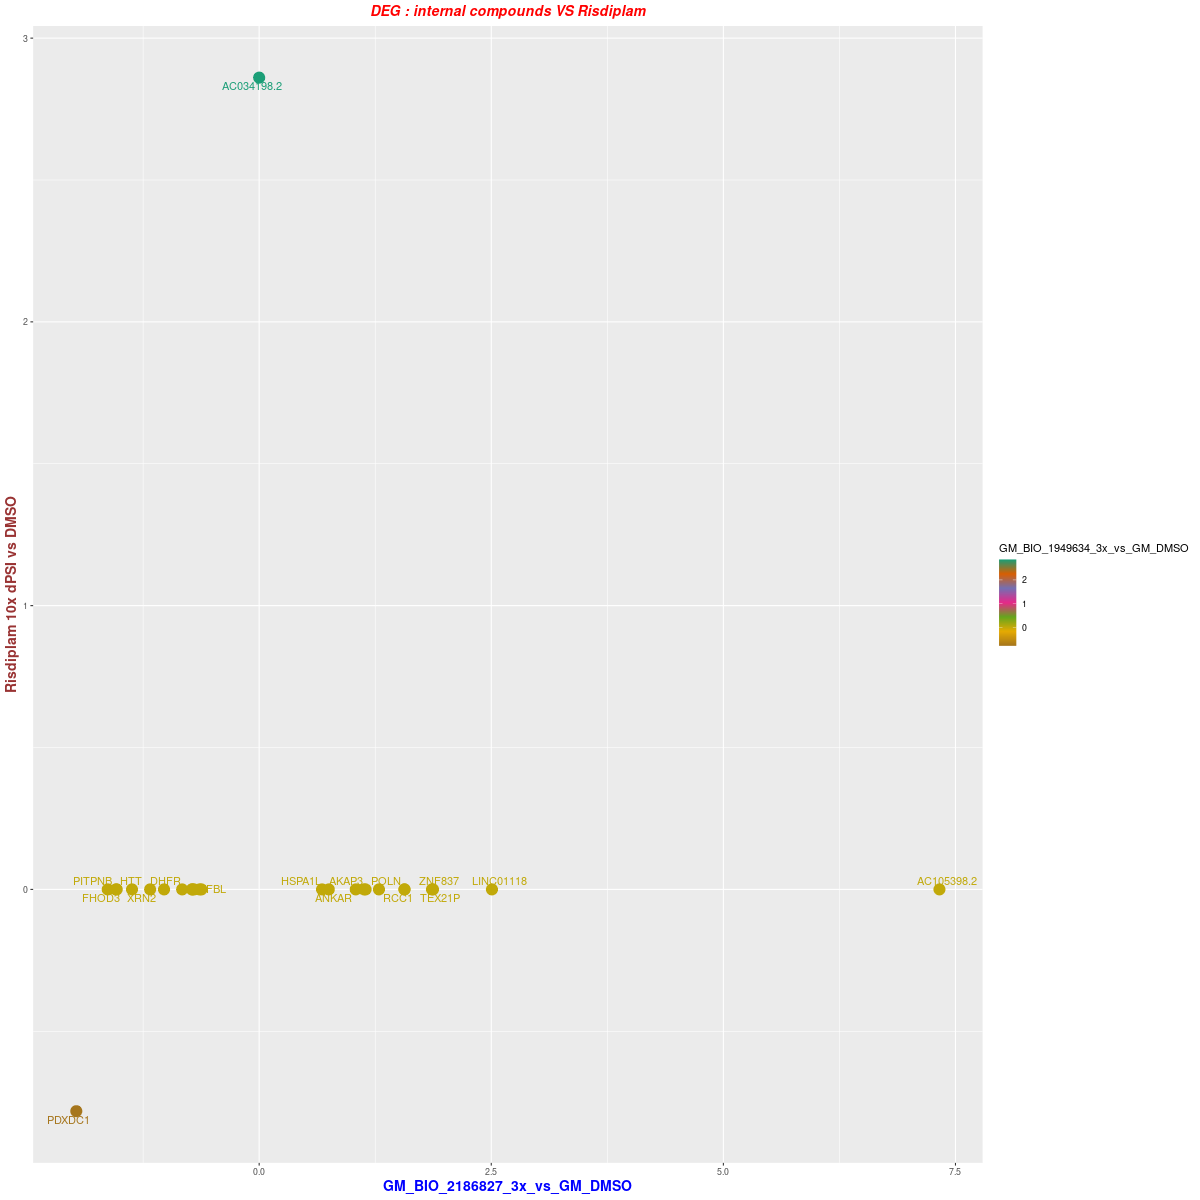 DEG : internal compounds VS Risdiplam
3
AC034198.2
2
Risdiplam 10x dPSI vs DMSO
GM_BIO_1949634_3x_vs_GM_DMSO
2
1
0
1
PITPNB HTT DHFR HSPA1L AKAP3 POLN ZNF837 LINC01118 AC105398.2
0
FBL
FHOD3 XRN2 ANKAR RCC1 TEX21P
PDXDC1
0.0 2.5 5.0 7.5
GM_BIO_2186827_3x_vs_GM_DMSO